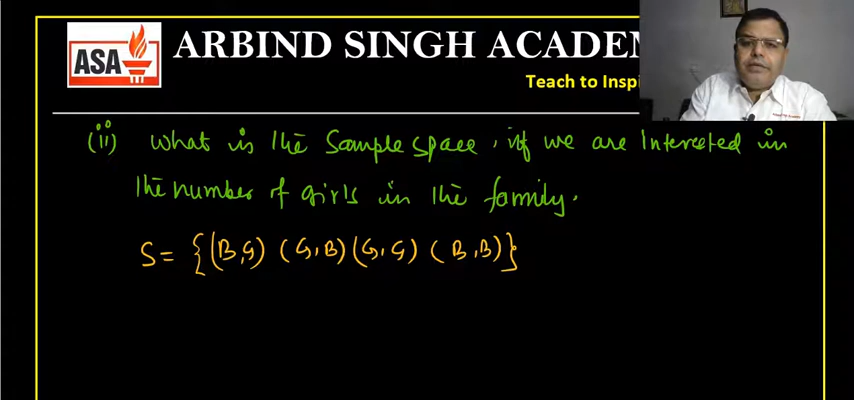 ASA
ARBIND SINGH ACADEM
Teach to Inspi
(ii) What is the Sample space, if we are Interested in
the number of girls in the family.
S = {(B,G) (G,B) (G,G) (B,B)}